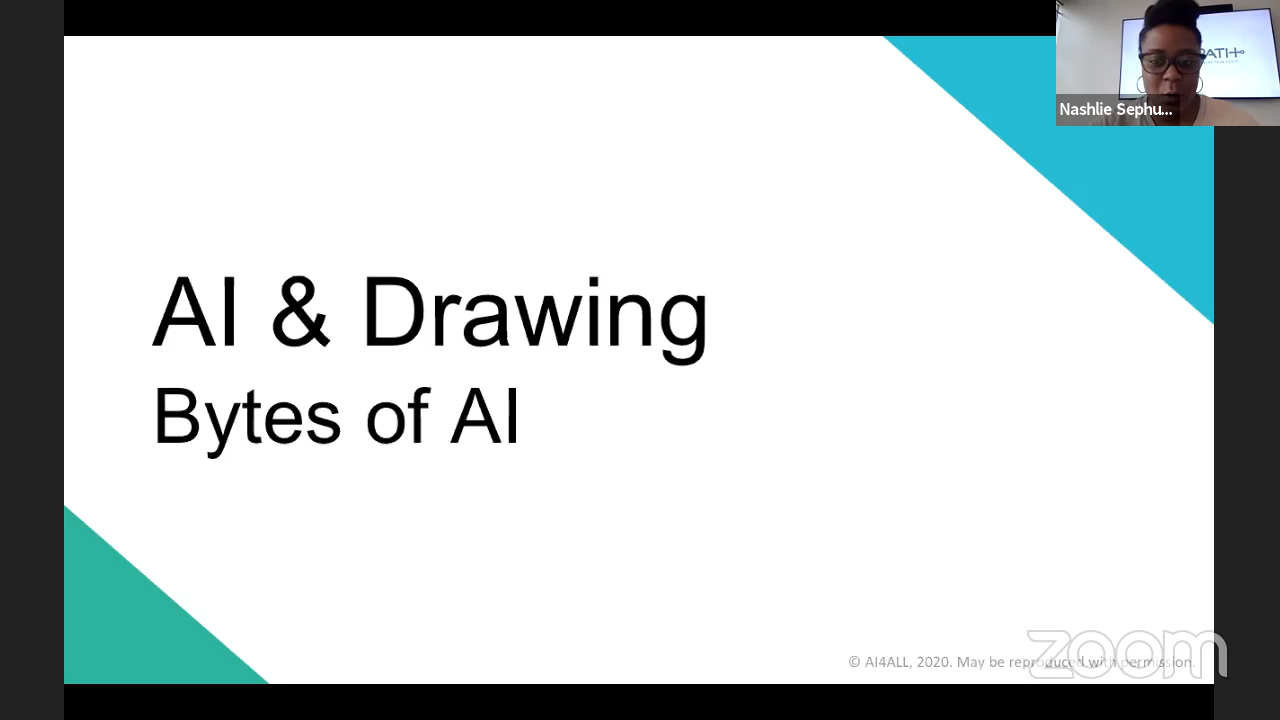 AI & Drawing
Bytes of AI
Nashlie Sephu...
© AI4ALL, 2020. May be reproduced with permission.
zoom